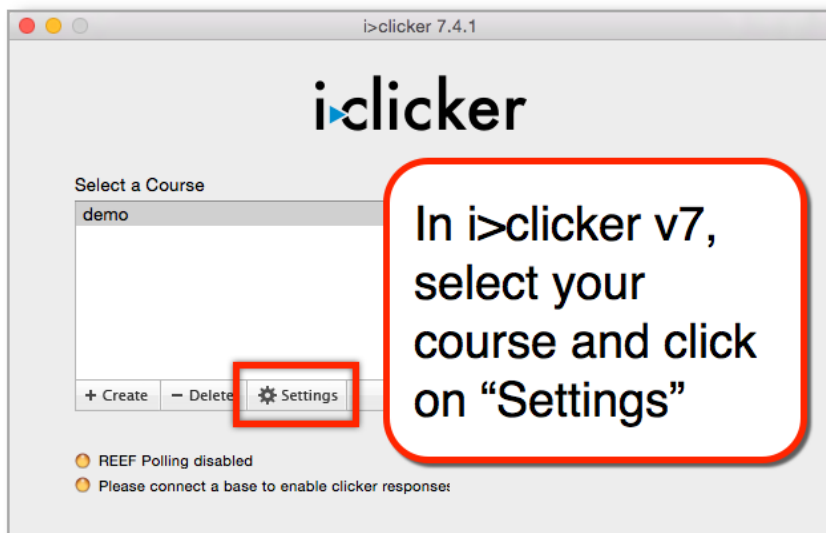 i>clicker 7.4.1
i>clicker
Select a Course
demo
In i>clicker v7,
select your
course and click
on “Settings”
+ Create − Delete Settings
REEF Polling disabled
Please connect a base to enable clicker responses